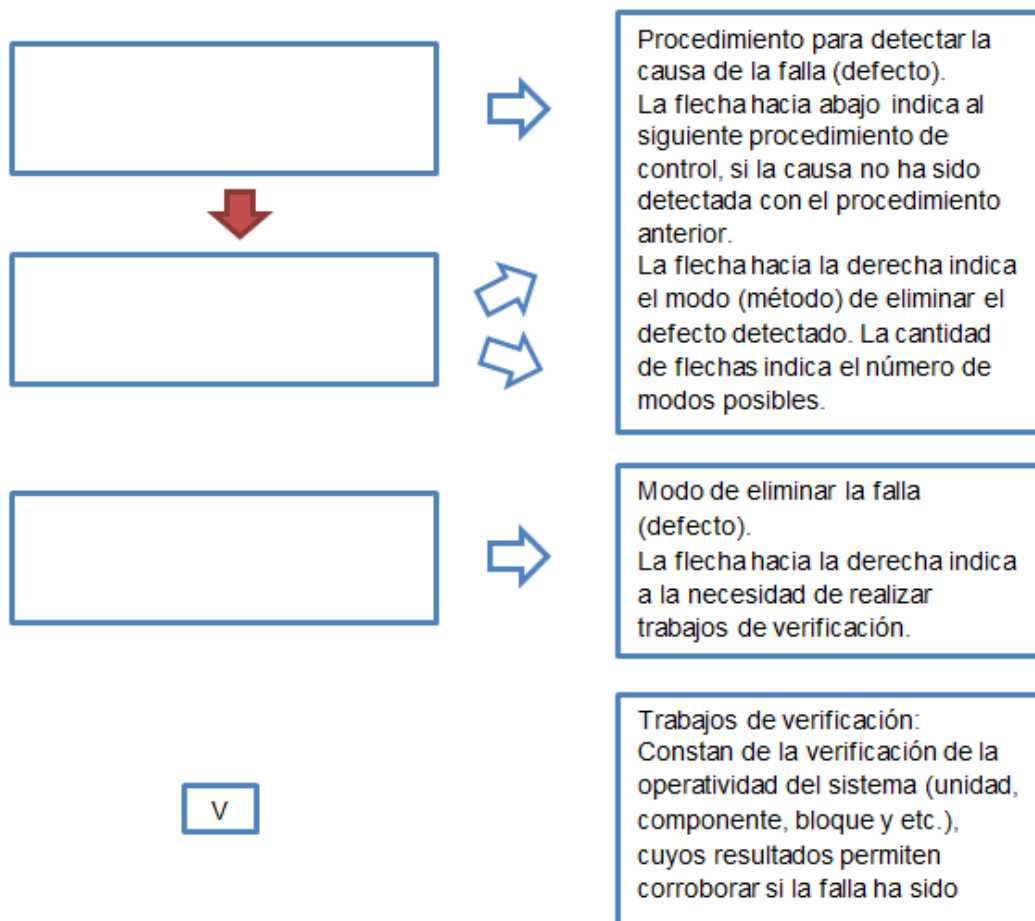 Procedimiento para detectar la
causa de la falla (defecto).
La flecha hacia abajo indica al
siguiente procedimiento de
control, si la causa no ha sido
detectada con el procedimiento
anterior.
La flecha hacia la derecha indica
el modo (método) de eliminar el
defecto detectado. La cantidad
de flechas indica el número de
modos posibles.
Modo de eliminar la falla
(defecto).
La flecha hacia la derecha indica
a la necesidad de realizar
trabajos de verificación.
V
Trabajos de verificación:
Constan de la verificación de la
operatividad del sistema (unidad,
componente, bloque y etc.),
cuyos resultados permiten
corroborar si la falla ha sido